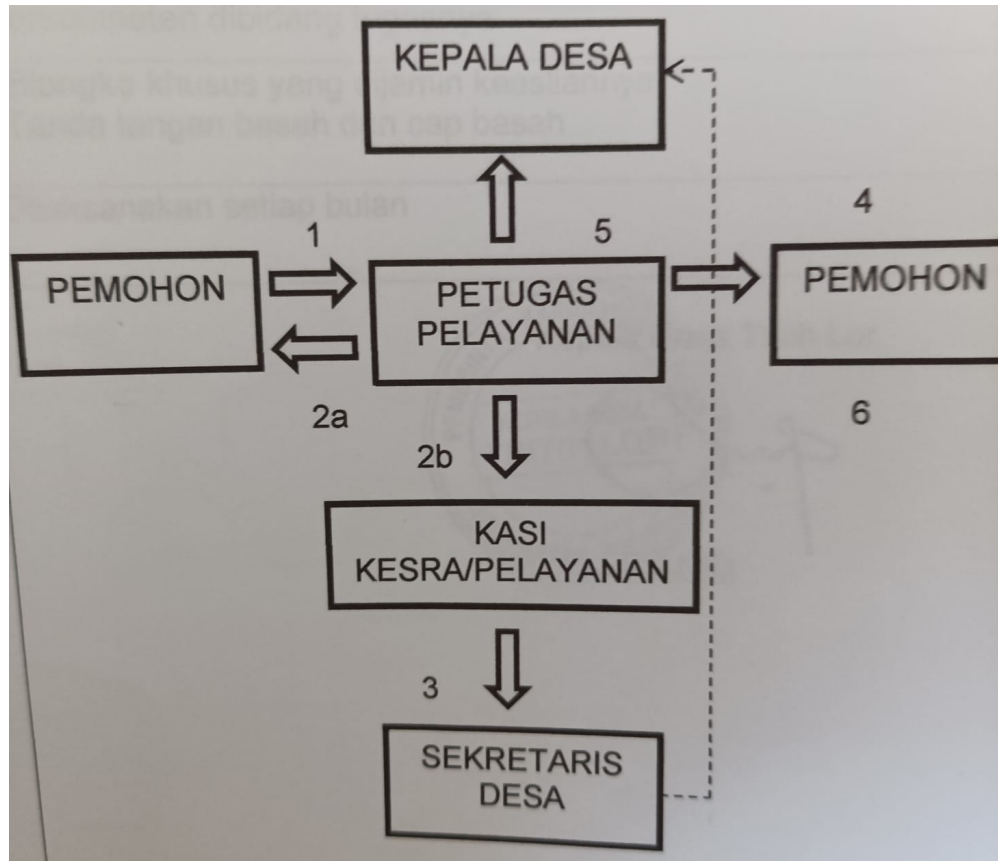 KEPALA DESA
4
1
5
PEMOHON
PETUGAS
PELAYANAN
PEMOHON
2a
6
2b
KASI
KESRA/PELAYANAN
3
SEKRETARIS
DESA